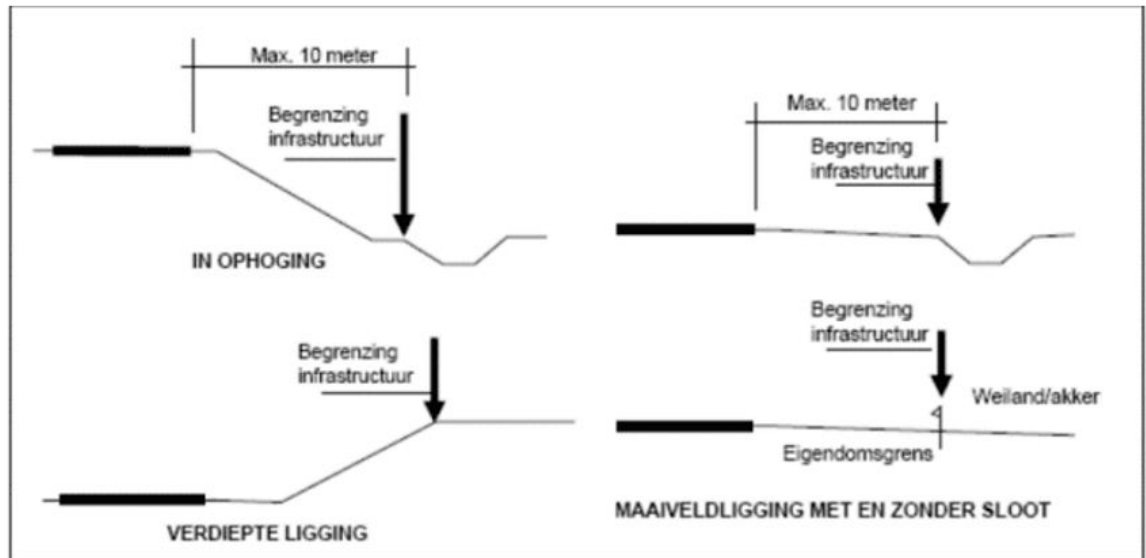 Max. 10 meter
Begrenzing
infrastructuur
IN OPHOGING
Begrenzing
infrastructuur
VERDIEPTE LIGGING
Max. 10 meter
Begrenzing
infrastructuur
Begrenzing
infrastructuur
Weiland/akker
Eigendomsgrens
MAAIVELDLIGGING MET EN ZONDER SLOOT